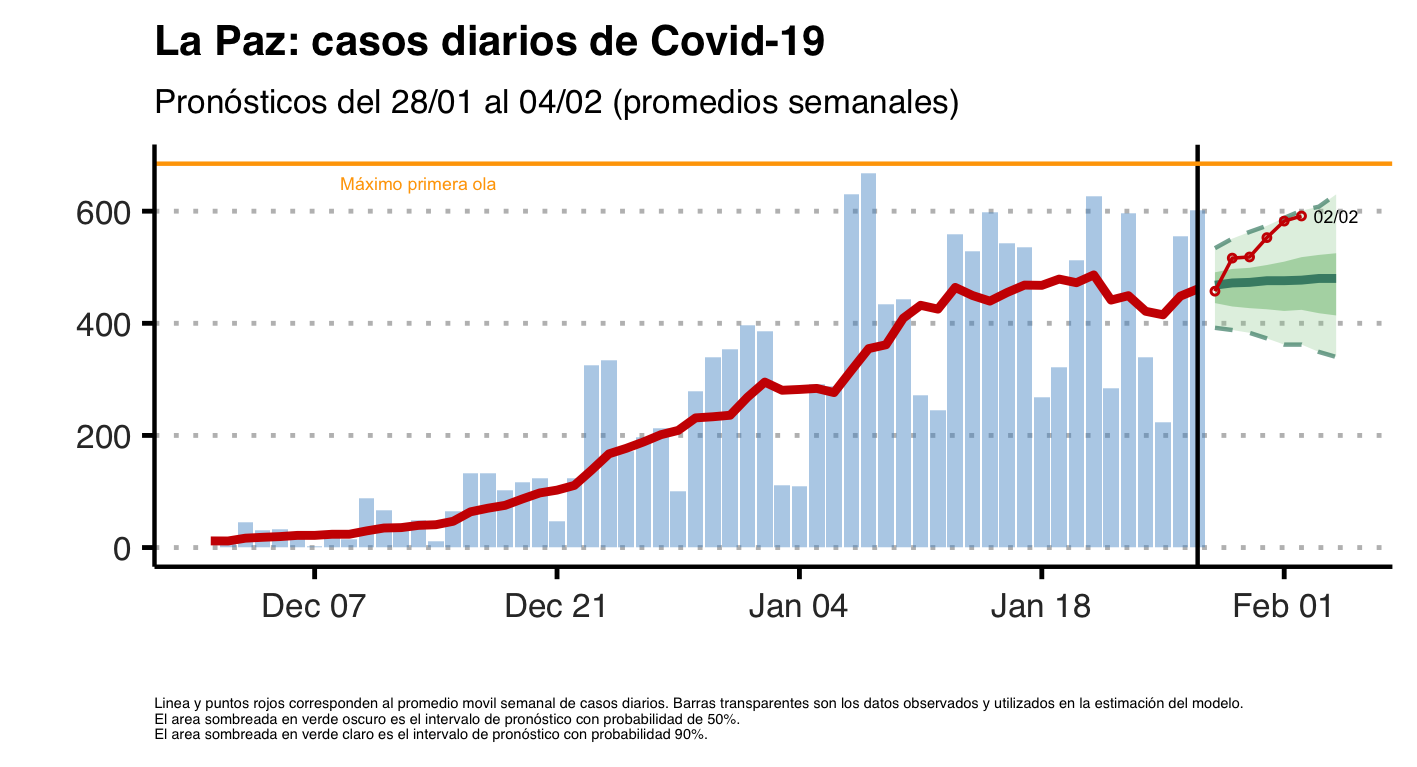 La Paz: casos diarios de Covid-19
Pronósticos del 28/01 al 04/02 (promedios semanales)
Máximo primera ola
600
02/02
400
200
0
Dec 07
Dec 21
Jan 04
Jan 18
Feb 01
Linea y puntos rojos corresponden al promedio movil semanal de casos diarios. Barras transparentes son los datos observados y utilizados en la estimación del modelo.
El area sombreada en verde oscuro es el intervalo de pronóstico con probabilidad de 50%.
El area sombreada en verde claro es el intervalo de pronóstico con probabilidad 90%.